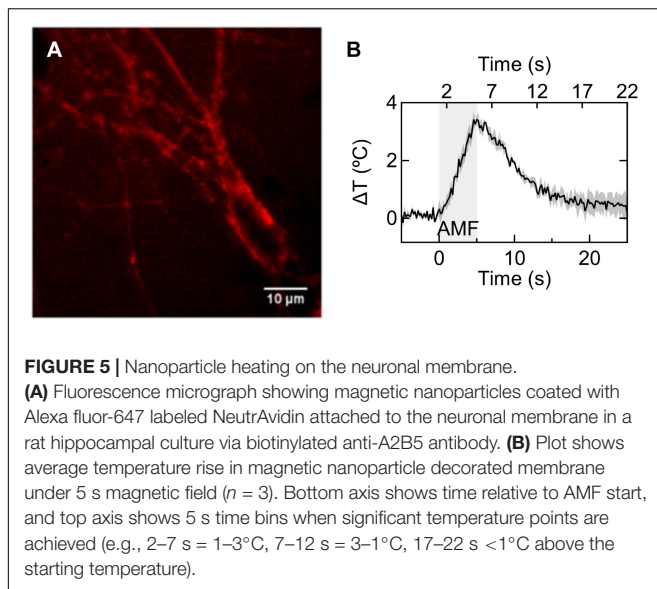 A
10 µm
B
Time (s)
2 7 12 17 22
4
2
0
ΔT (ºC)
AMF
0 10 20
Time (s)
FIGURE 5 | Nanoparticle heating on the neuronal membrane.
(A) Fluorescence micrograph showing magnetic nanoparticles coated with
Alexa fluor-647 labeled NeutrAvidin attached to the neuronal membrane in a
rat hippocampal culture via biotinylated anti-A2B5 antibody. (B) Plot shows
average temperature rise in magnetic nanoparticle decorated membrane
under 5 s magnetic field (n = 3). Bottom axis shows time relative to AMF start,
and top axis shows 5 s time bins when significant temperature points are
achieved (e.g., 2–7 s = 1–3°C, 7–12 s = 3–1°C, 17–22 s <1°C above the
starting temperature).